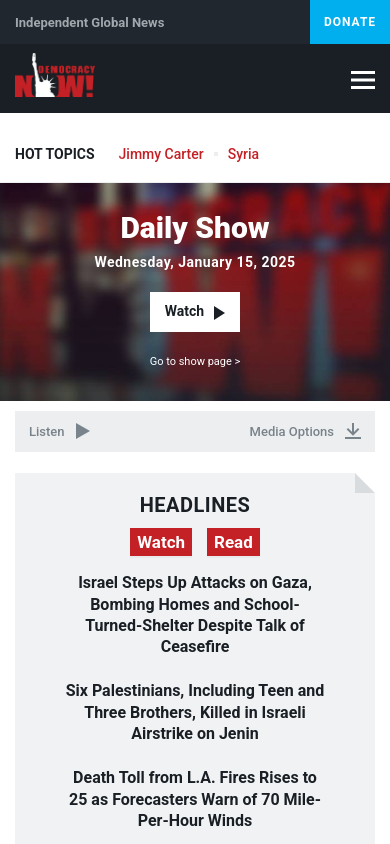 Independent Global News
DONATE
DEMOCRACY
NOW!
HOT TOPICS
Jimmy Carter
Syria
Daily Show
Wednesday, January 15, 2025
Watch
Go to show page >
Listen
Media Options
HEADLINES
Watch
Read
Israel Steps Up Attacks on Gaza,
Bombing Homes and School-
Turned-Shelter Despite Talk of
Ceasefire
Six Palestinians, Including Teen and
Three Brothers, Killed in Israeli
Airstrike on Jenin
Death Toll from L.A. Fires Rises to
25 as Forecasters Warn of 70 Mile-
Per-Hour Winds